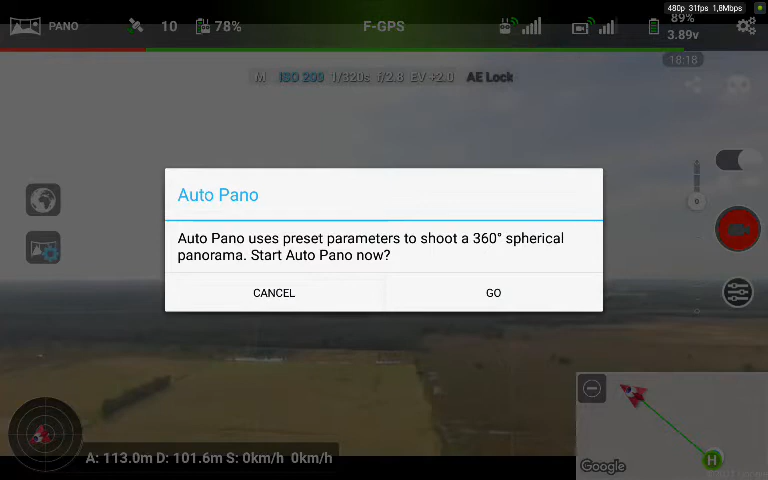 480p 31fps 1,8Mbps
PANO 10 78% F-GPS 89%
3.89v
18:18
M ISO 209 1/320s f/2.8 EV +2.0 AE Lock
Auto Pano
0
Auto Pano uses preset parameters to shoot a 360° spherical
panorama. Start Auto Pano now?
CANCEL GO
A: 113.0m D: 101.6m S: 0km/h 0km/h
H
Google